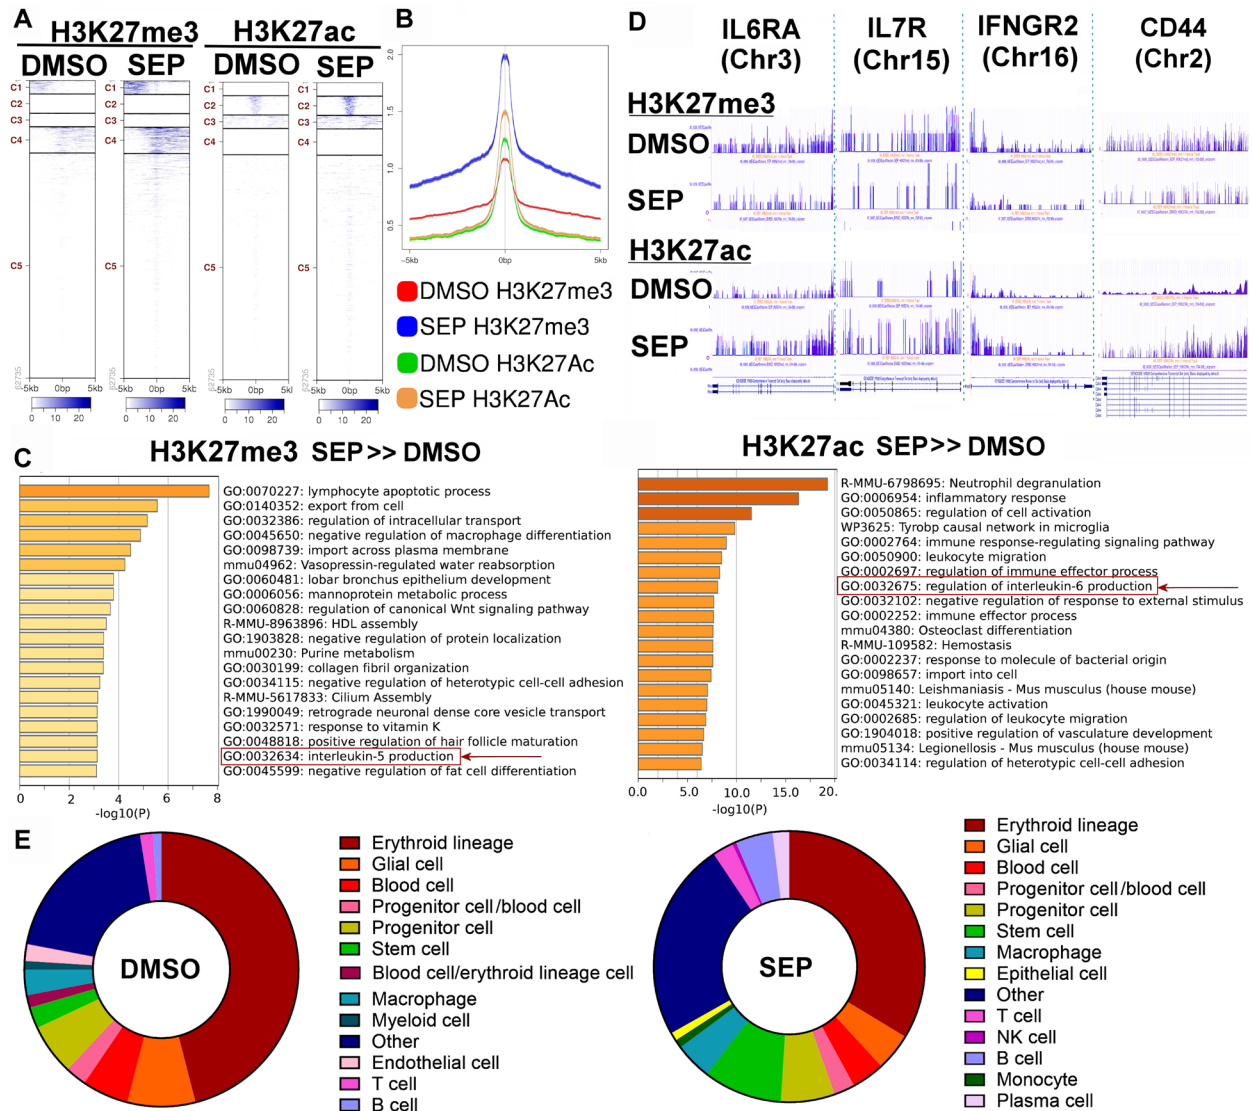 A
H3K27me3
H3K27ac
DMSO
SEP
DMSO
SEP
C1
C2
C3
C4
C5
C1
C2
C3
C4
C5
C1
C2
C3
C4
C5
C1
C2
C3
C4
C5
62735
62735
-5kb 0bp 5kb
-5kb 0bp 5kb
0 10 20
0 10 20
0 10 20
0 10 20
B
2.0
1.5
1.0
0.5
−5kb 0bp 5kb
DMSO H3K27me3
SEP H3K27me3
DMSO H3K27Ac
SEP H3K27Ac
D
IL6RA
(Chr3)
IL7R
(Chr15)
IFNGR2
(Chr16)
CD44
(Chr2)
H3K27me3
DMSO
SEP
H3K27ac
DMSO
SEP
C
H3K27me3 SEP>> DMSO
GO:0070227: lymphocyte apoptotic process
GO:0140352: export from cell
GO:0032386: regulation of intracellular transport
GO:0045650: negative regulation of macrophage differentiation
GO:0098739: import across plasma membrane
mmu04962: Vasopressin-regulated water reabsorption
GO:0060481: lobar bronchus epithelium development
GO:0006056: mannoprotein metabolic process
GO:0060828: regulation of canonical Wnt signaling pathway
R-MMU-8963896: HDL assembly
GO:1903828: negative regulation of protein localization
mmu00230: Purine metabolism
GO:0030199: collagen fibril organization
GO:0034115: negative regulation of heterotypic cell-cell adhesion
R-MMU-5617833: Cilium Assembly
GO:1990049: retrograde neuronal dense core vesicle transport
GO:0032571: response to vitamin K
GO:0048818: positive regulation of hair follicle maturation
GO:0032634: interleukin-5 production
GO:0045599: negative regulation of fat cell differentiation
0 2 4 6 8
-log10(P)
H3K27ac SEP>> DMSO
R-MMU-6798695: Neutrophil degranulation
GO:0006954: inflammatory response
GO:0050865: regulation of cell activation
WP3625: Tyrobp causal network in microglia
GO:0002764: immune response-regulating signaling pathway
GO:0050900: leukocyte migration
GO:0002697: regulation of immune effector process
GO:0032675: regulation of interleukin-6 production
GO:0032102: negative regulation of response to external stimulus
GO:0002252: immune effector process
mmu04380: Osteoclast differentiation
R-MMU-109582: Hemostasis
GO:0002237: response to molecule of bacterial origin
GO:0098657: import into cell
mmu05140: Leishmaniasis - Mus musculus (house mouse)
GO:0045321: leukocyte activation
GO:0002685: regulation of leukocyte migration
GO:1904018: positive regulation of vasculature development
mmu05134: Legionellosis - Mus musculus (house mouse)
GO:0034114: regulation of heterotypic cell-cell adhesion
0.0 5.0 10.0 15.0 20.
-log10(P)
E
DMSO
Erythroid lineage
Glial cell
Blood cell
Progenitor cell/blood cell
Progenitor cell
Stem cell
Blood cell/erythroid lineage cell
Macrophage
Myeloid cell
Other
Endothelial cell
T cell
B cell
SEP
Erythroid lineage
Glial cell
Blood cell
Progenitor cell/blood cell
Progenitor cell
Stem cell
Macrophage
Epithelial cell
Other
T cell
NK cell
B cell
Monocyte
Plasma cell